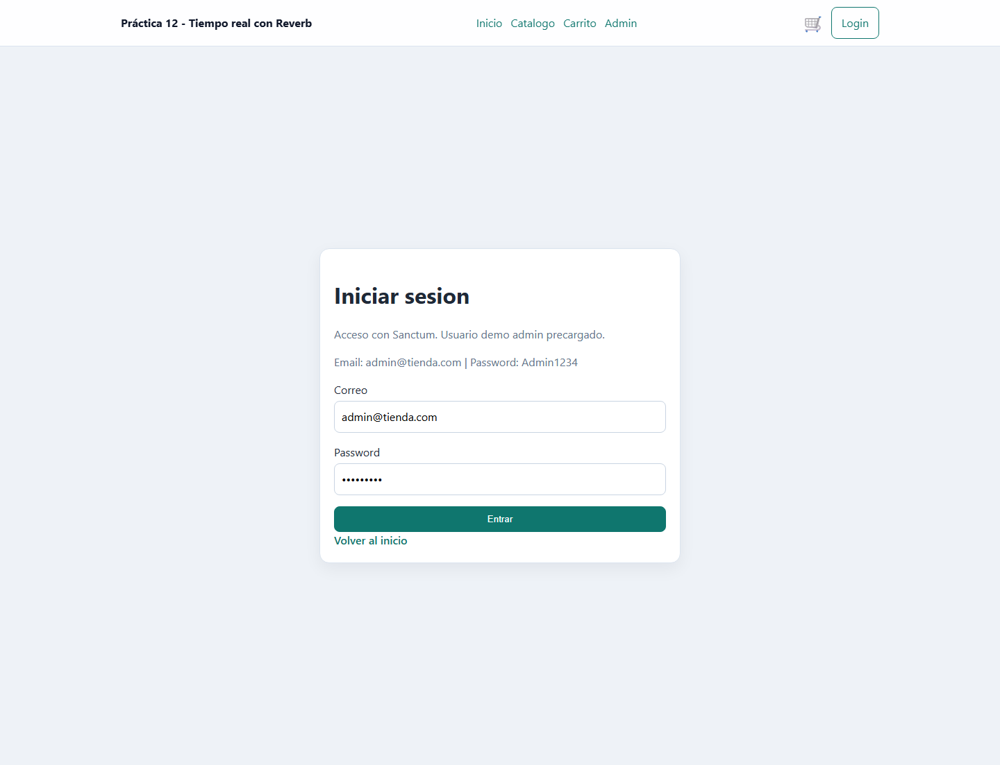 Práctica 12 - Tiempo real con Reverb
Inicio Catalogo Carrito Admin
Login
Iniciar sesion
Acceso con Sanctum. Usuario demo admin precargado.
Email: admin@tienda.com | Password: Admin1234
Correo
admin@tienda.com
Password
•••••••••
Entrar
Volver al inicio